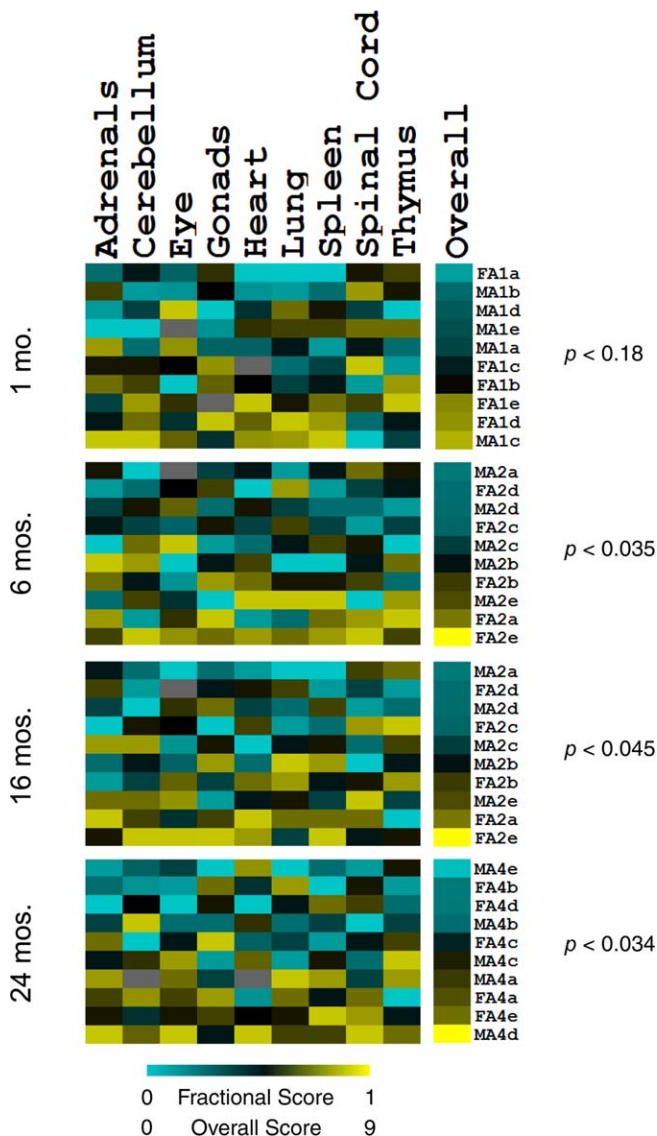 Adrenals
Cerebellum
Eye
Gonads
Heart
Lung
Spleen
Spinal Cord
Thymus
Overall
1 mo.
FA1a
MA1b
MA1d
MA1e
MA1a
FA1c
FA1b
FA1e
FA1d
MA1c
p < 0.18
6 mos.
MA2a
FA2d
MA2d
FA2c
MA2c
MA2b
FA2b
MA2e
FA2a
FA2e
p < 0.035
16 mos.
MA2a
FA2d
MA2d
FA2c
MA2c
MA2b
FA2b
MA2e
FA2a
FA2e
p < 0.045
24 mos.
MA4e
FA4b
FA4d
MA4b
FA4c
MA4c
MA4a
FA4a
FA4e
MA4d
p < 0.034
0 Fractional Score 1
0 Overall Score 9